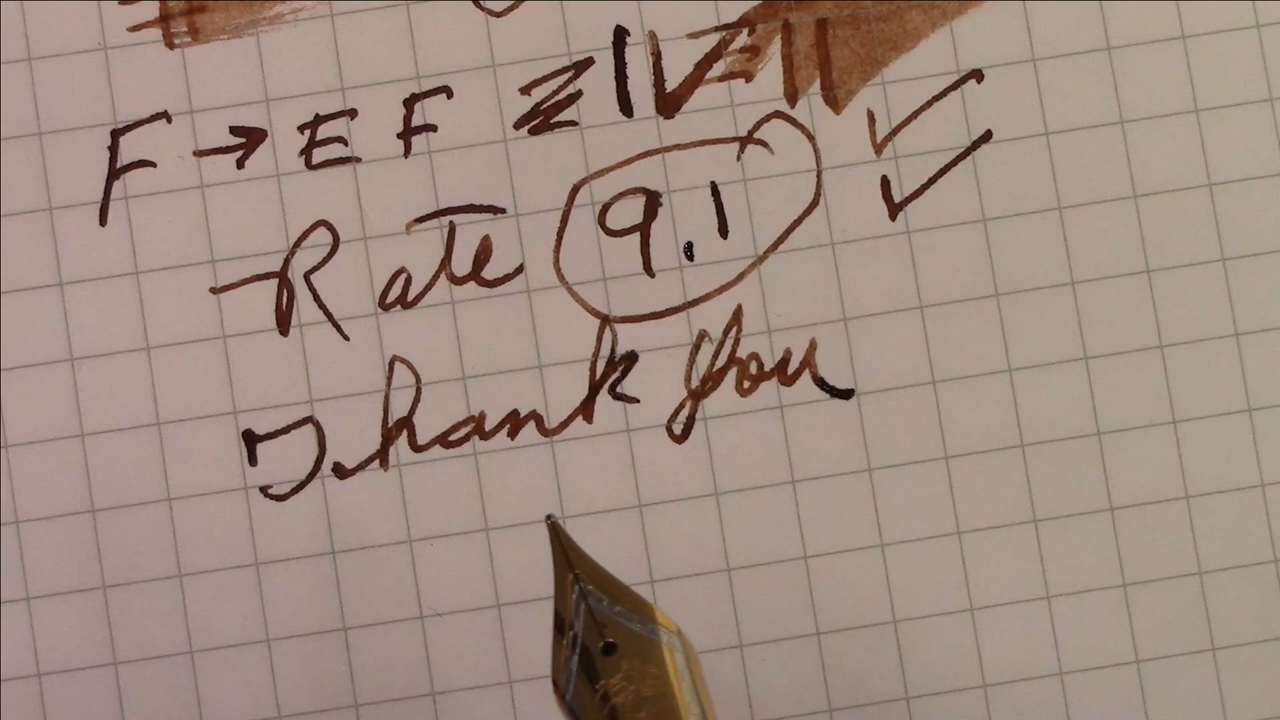 F → EF
Rate 9.1
Thank you